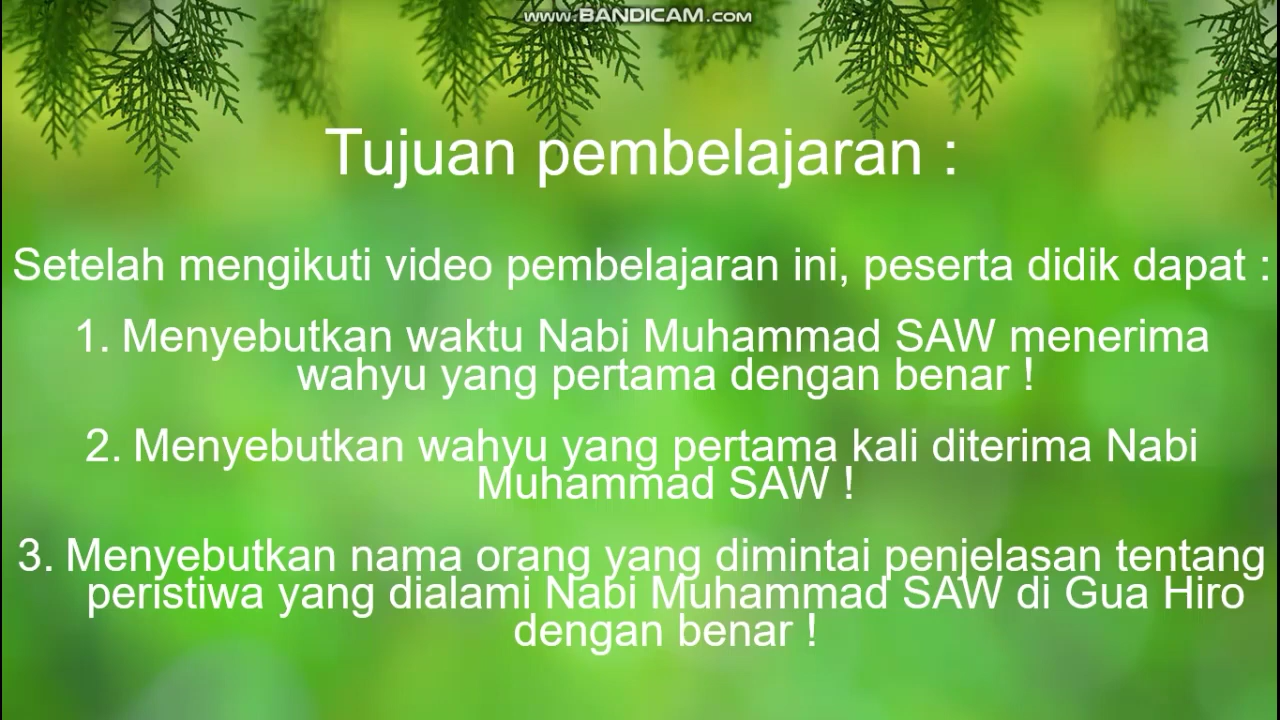 www.BANDICAM.com
Tujuan pembelajaran :
Setelah mengikuti video pembelajaran ini, peserta didik dapat :
1. Menyebutkan waktu Nabi Muhammad SAW menerima
wahyu yang pertama dengan benar !
2. Menyebutkan wahyu yang pertama kali diterima Nabi
Muhammad SAW !
3. Menyebutkan nama orang yang dimintai penjelasan tentang
peristiwa yang dialami Nabi Muhammad SAW di Gua Hiro
dengan benar !